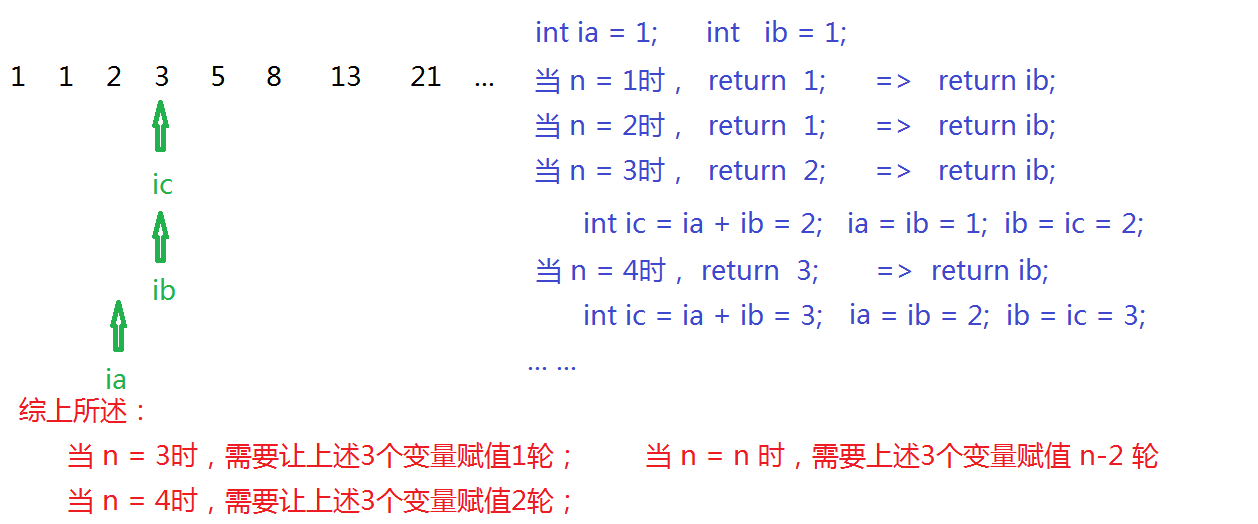 int ia = 1; int ib = 1;
1 1 2 3 5 8 13 21 ...
当 n = 1时， return 1; => return ib;
当 n = 2时， return 1; => return ib;
当 n = 3时， return 2; => return ib;
ic
int ic = ia + ib = 2; ia = ib = 1; ib = ic = 2;
当 n = 4时， return 3; => return ib;
ib
int ic = ia + ib = 3; ia = ib = 2; ib = ic = 3;
... ...
ia
综上所述：
当 n = 3时，需要让上述3个变量赋值1轮； 当 n = n 时，需要上述3个变量赋值 n-2 轮
当 n = 4时，需要让上述3个变量赋值2轮；